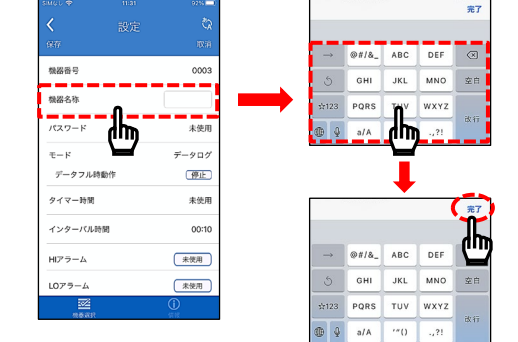 SIMなし 11:31 92%
設定
保存 取消
機器番号 0003
機器名称
パスワード 未使用
モード データログ
データフル時動作 停止
タイマー時間 未使用
インターバル時間 00:10
HIアラーム 未使用
LOアラーム 未使用
機器選択
完了
→ @#/&_ ABC DEF
GHI JKL MNO 空白
☆123 PQRS TUV WXYZ
改行
a/A .,?!
完了
→ @#/&_ ABC DEF
GHI JKL MNO 空白
☆123 PQRS TUV WXYZ
改行
a/A '"() .,?!